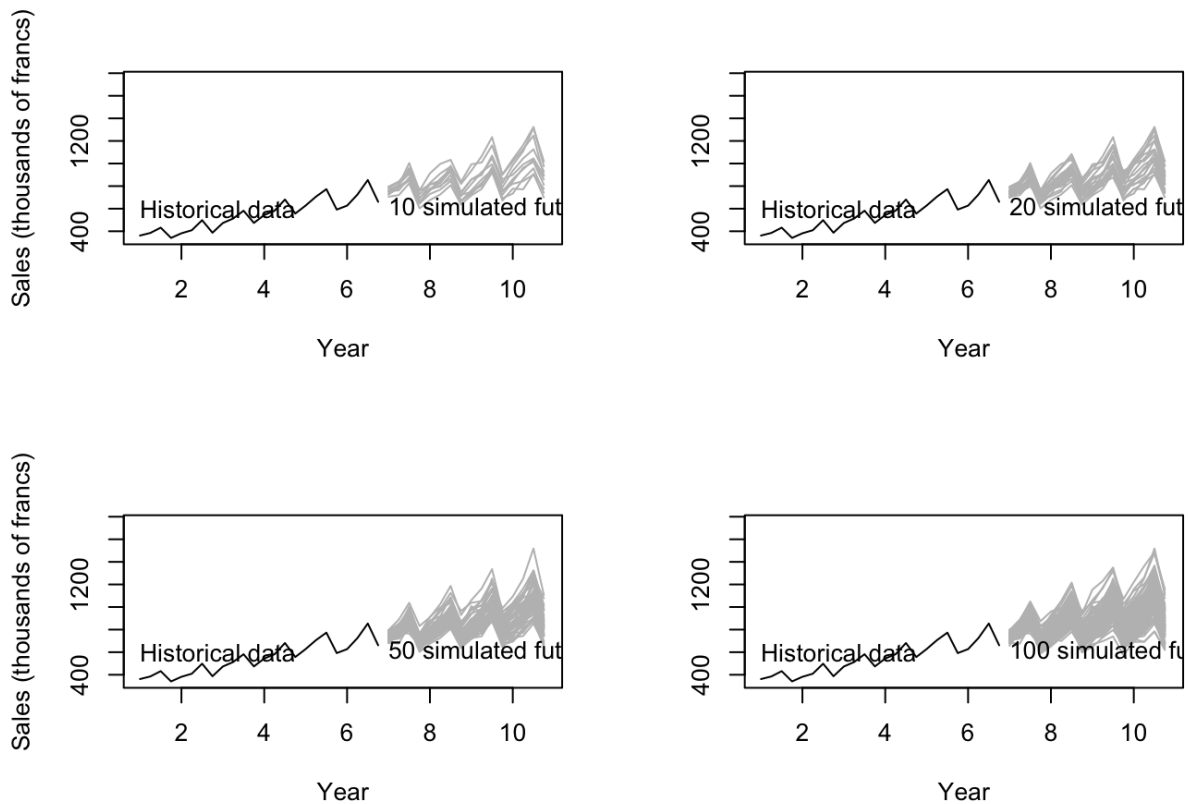 Sales (thousands of francs)
1200
400
Historical data
10 simulated fut
2 4 6 8 10
Year
1200
400
Historical data
20 simulated fut
2 4 6 8 10
Year
Sales (thousands of francs)
1200
400
Historical data
50 simulated fut
2 4 6 8 10
Year
1200
400
Historical data
100 simulated fu
2 4 6 8 10
Year